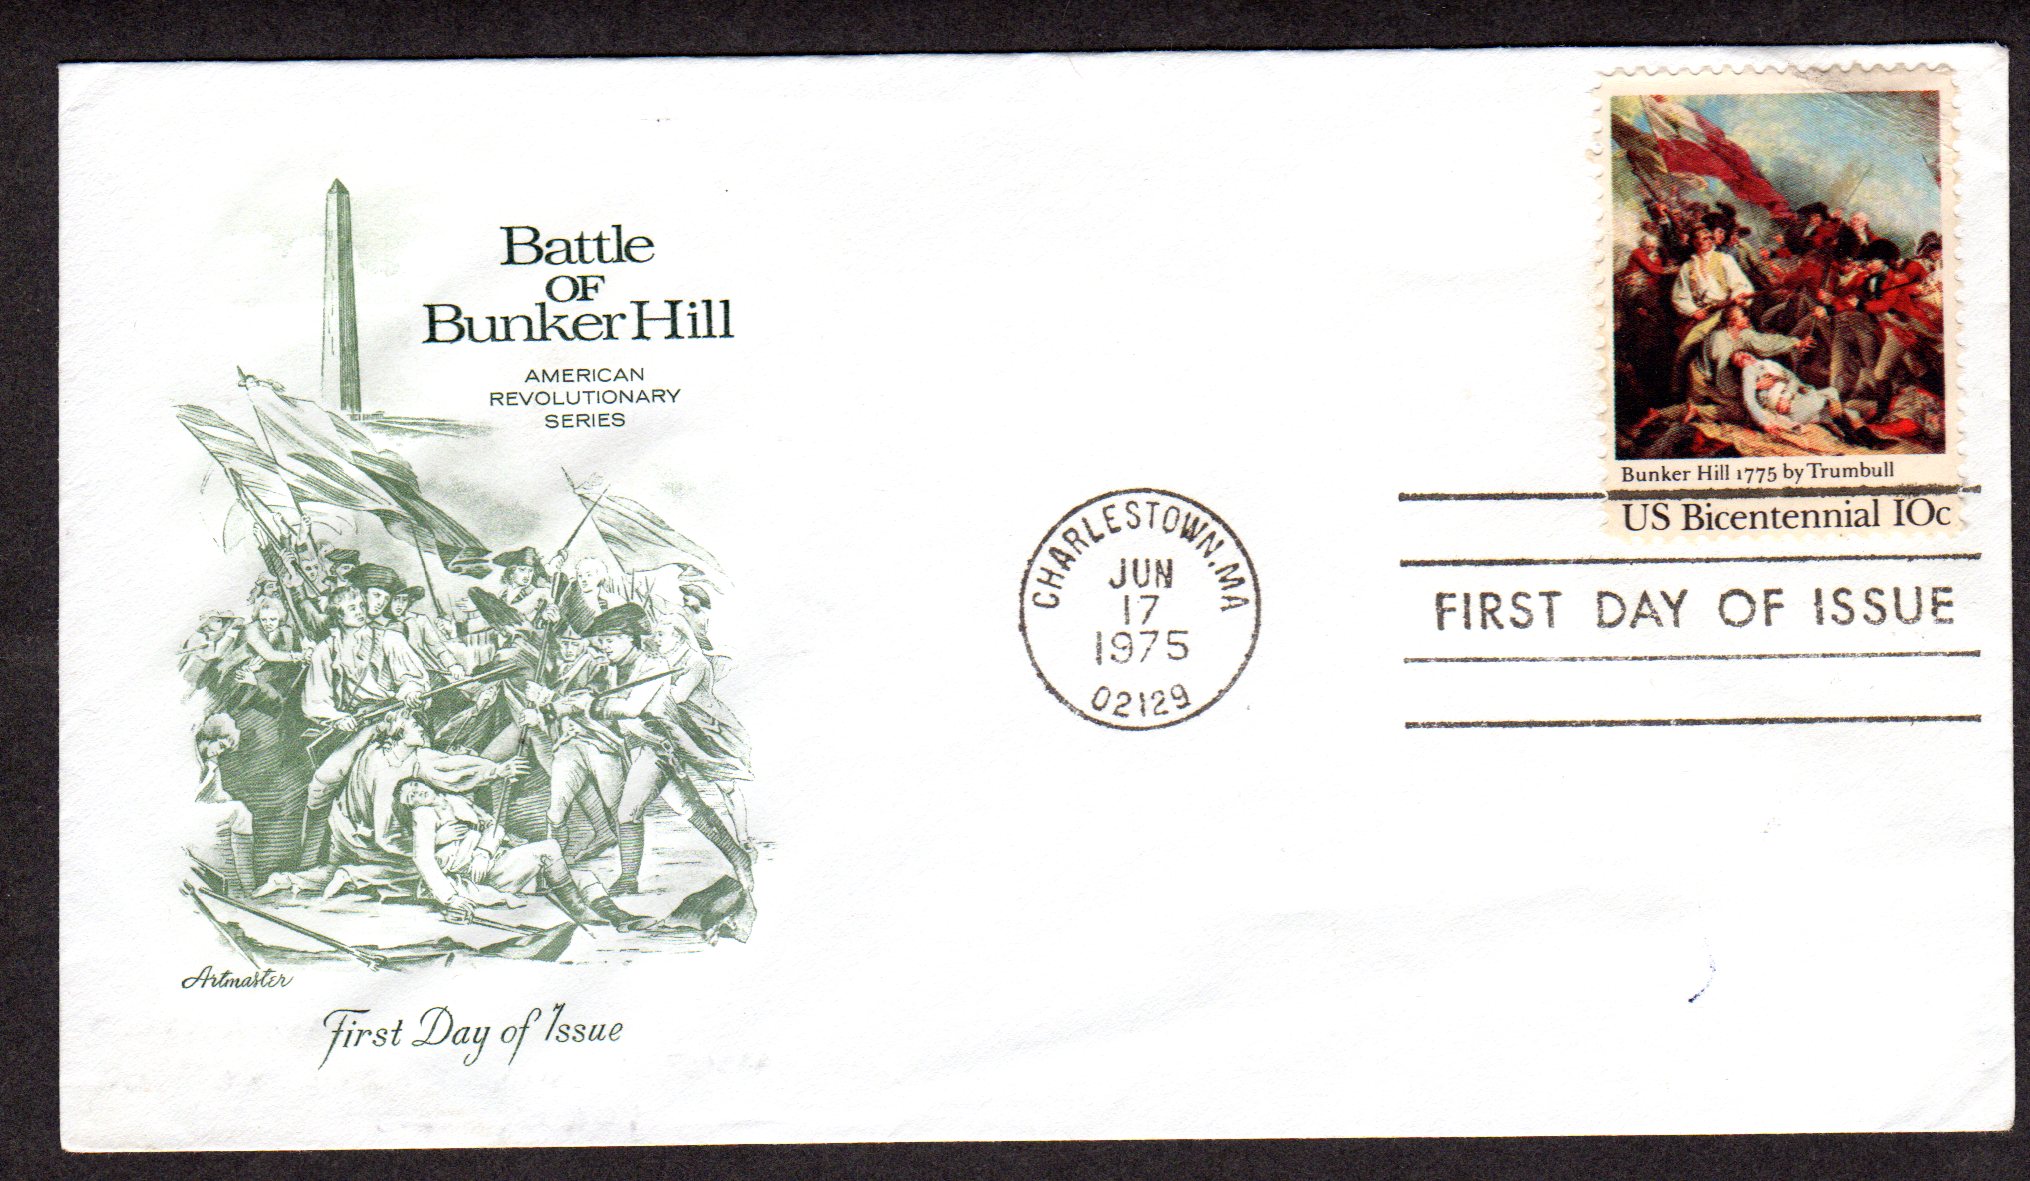 Battle
OF
Bunker Hill
AMERICAN
REVOLUTIONARY
SERIES
Artmaster
First Day of Issue
CHARLESTOWN, MA
JUN
17
1975
02129
Bunker Hill 1775 by Trumbull
US Bicentennial 10c
FIRST DAY OF ISSUE